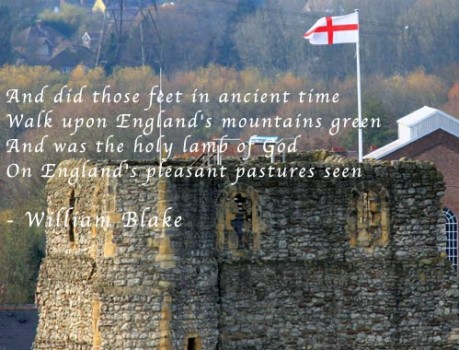 And did those feet in ancient time
Walk upon England's mountains green
And was the holy lamb of God
On England's pleasant pastures seen
- William Blake